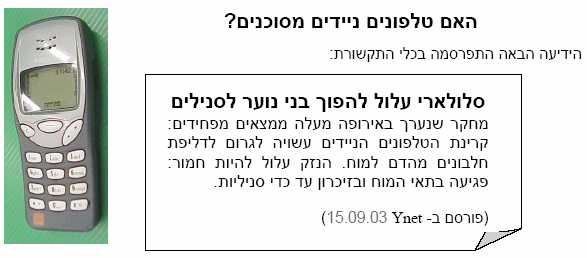 האם טלפונים ניידים מסוכנים?
הידיעה הבאה התפרסמה בכלי התקשורת:
סלולארי עלול להפוך בני נוער לסנילים
מחקר שנערך באירופה מעלה ממצאים מפחידים:
קרינת הטלפונים הניידים עשויה לגרום לדליפת
חלבונים מהדם למוח. הנזק עלול להיות חמור:
פגיעה בתאי המוח ובזיכרון עד כדי סניליות.
(פורסם ב- Ynet 15.09.03)